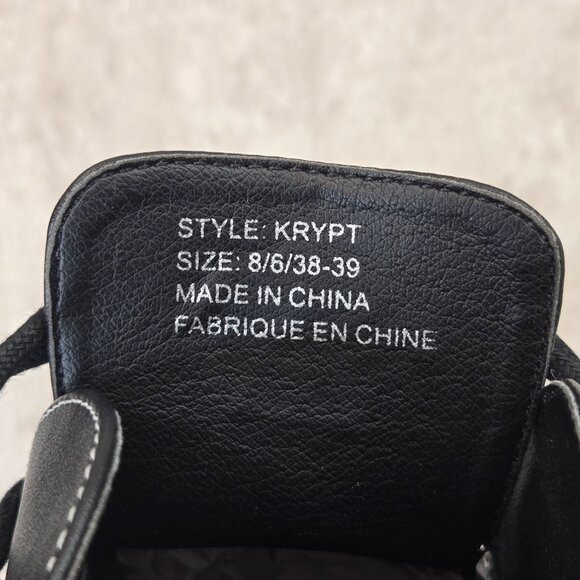 STYLE: KRYPT
SIZE: 8/6/38-39
MADE IN CHINA
FABRIQUE EN CHINE